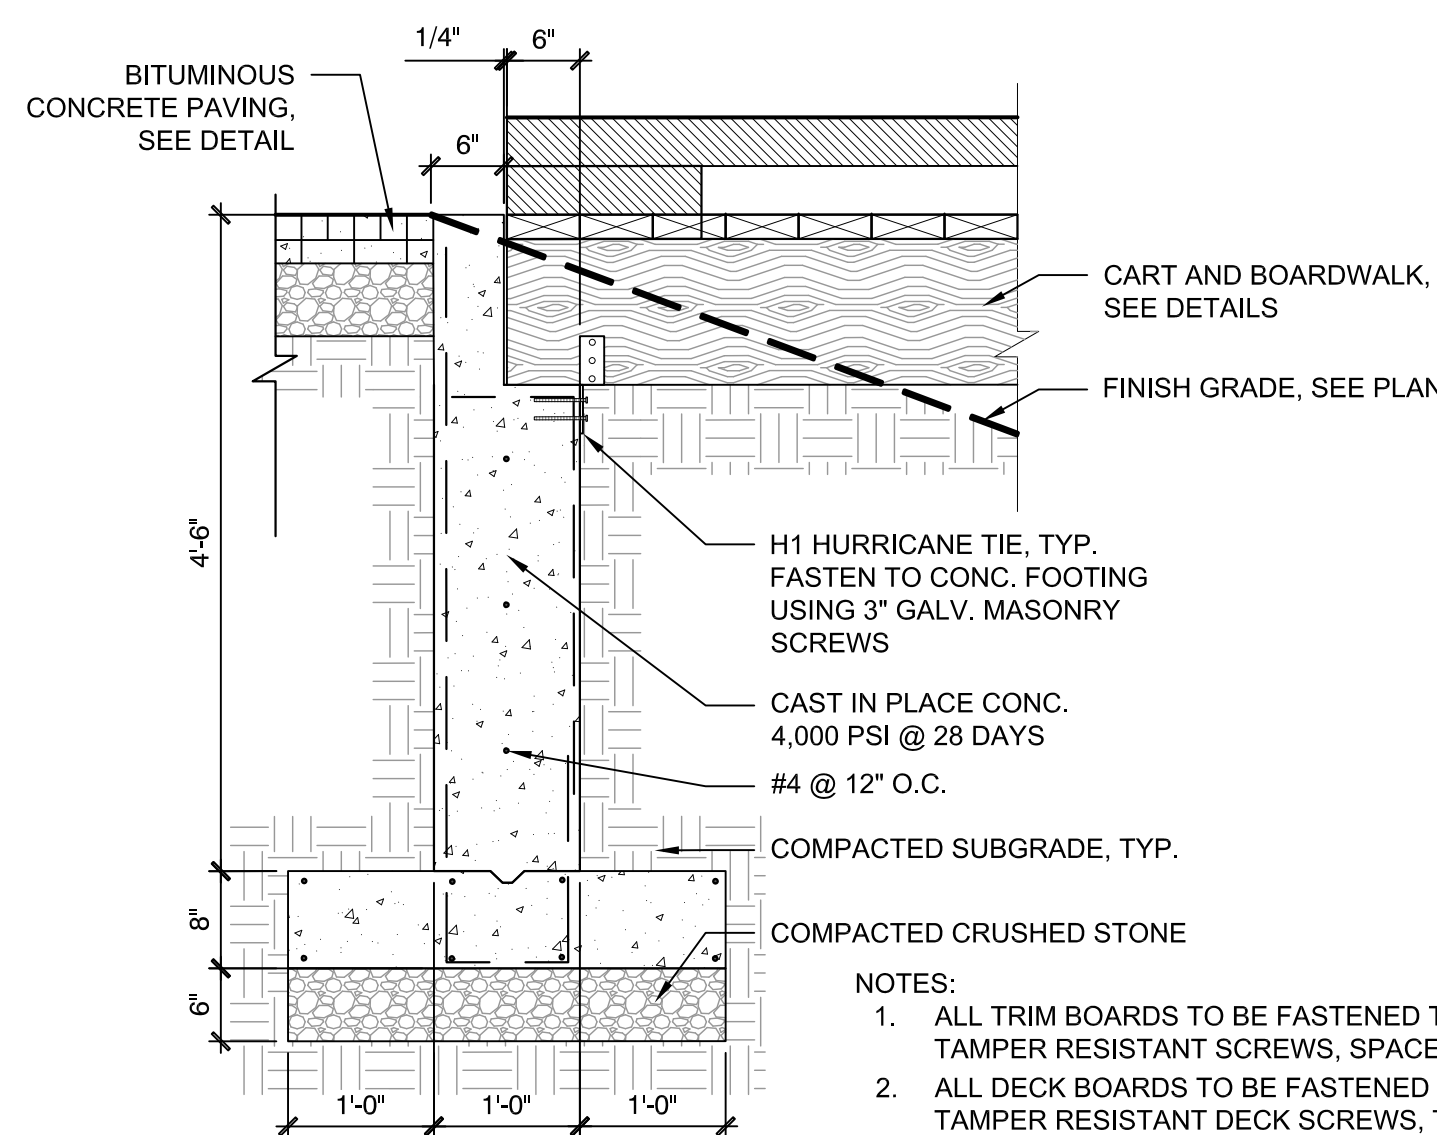 1/4"
6"
BITUMINOUS
CONCRETE PAVING,
SEE DETAIL
6"
CART AND BOARDWALK,
SEE DETAILS
FINISH GRADE, SEE PLAN
4'-6"
H1 HURRICANE TIE, TYP.
FASTEN TO CONC. FOOTING
USING 3" GALV. MASONRY
SCREWS
CAST IN PLACE CONC.
4,000 PSI @ 28 DAYS
#4 @ 12" O.C.
COMPACTED SUBGRADE, TYP.
8"
COMPACTED CRUSHED STONE
6"
NOTES:
1. ALL TRIM BOARDS TO BE FASTENED
TAMPER RESISTANT SCREWS, SPACE
2. ALL DECK BOARDS TO BE FASTENED
TAMPER RESISTANT DECK SCREWS,
1'-0"
1'-0"
1'-0"